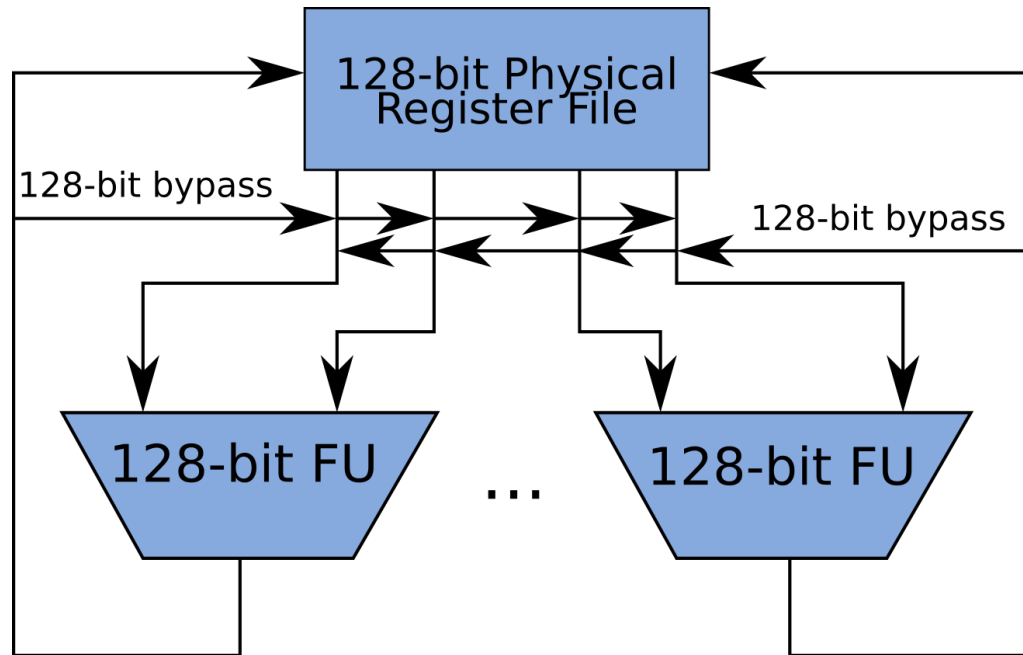 128-bit Physical
Register File
128-bit bypass
128-bit bypass
128-bit FU
...
128-bit FU